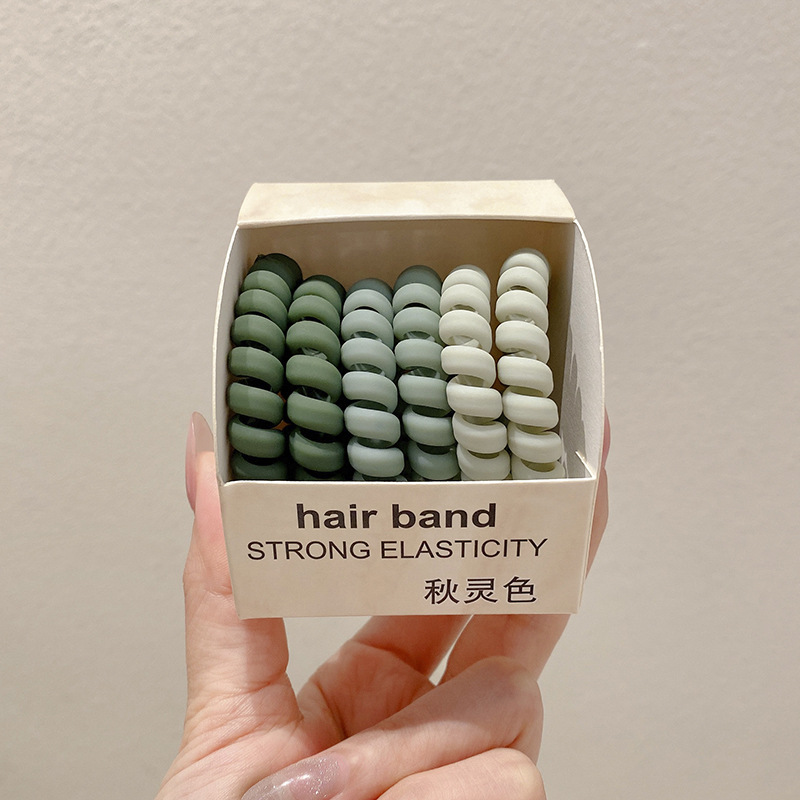 hair band
STRONG ELASTICITY
秋灵色